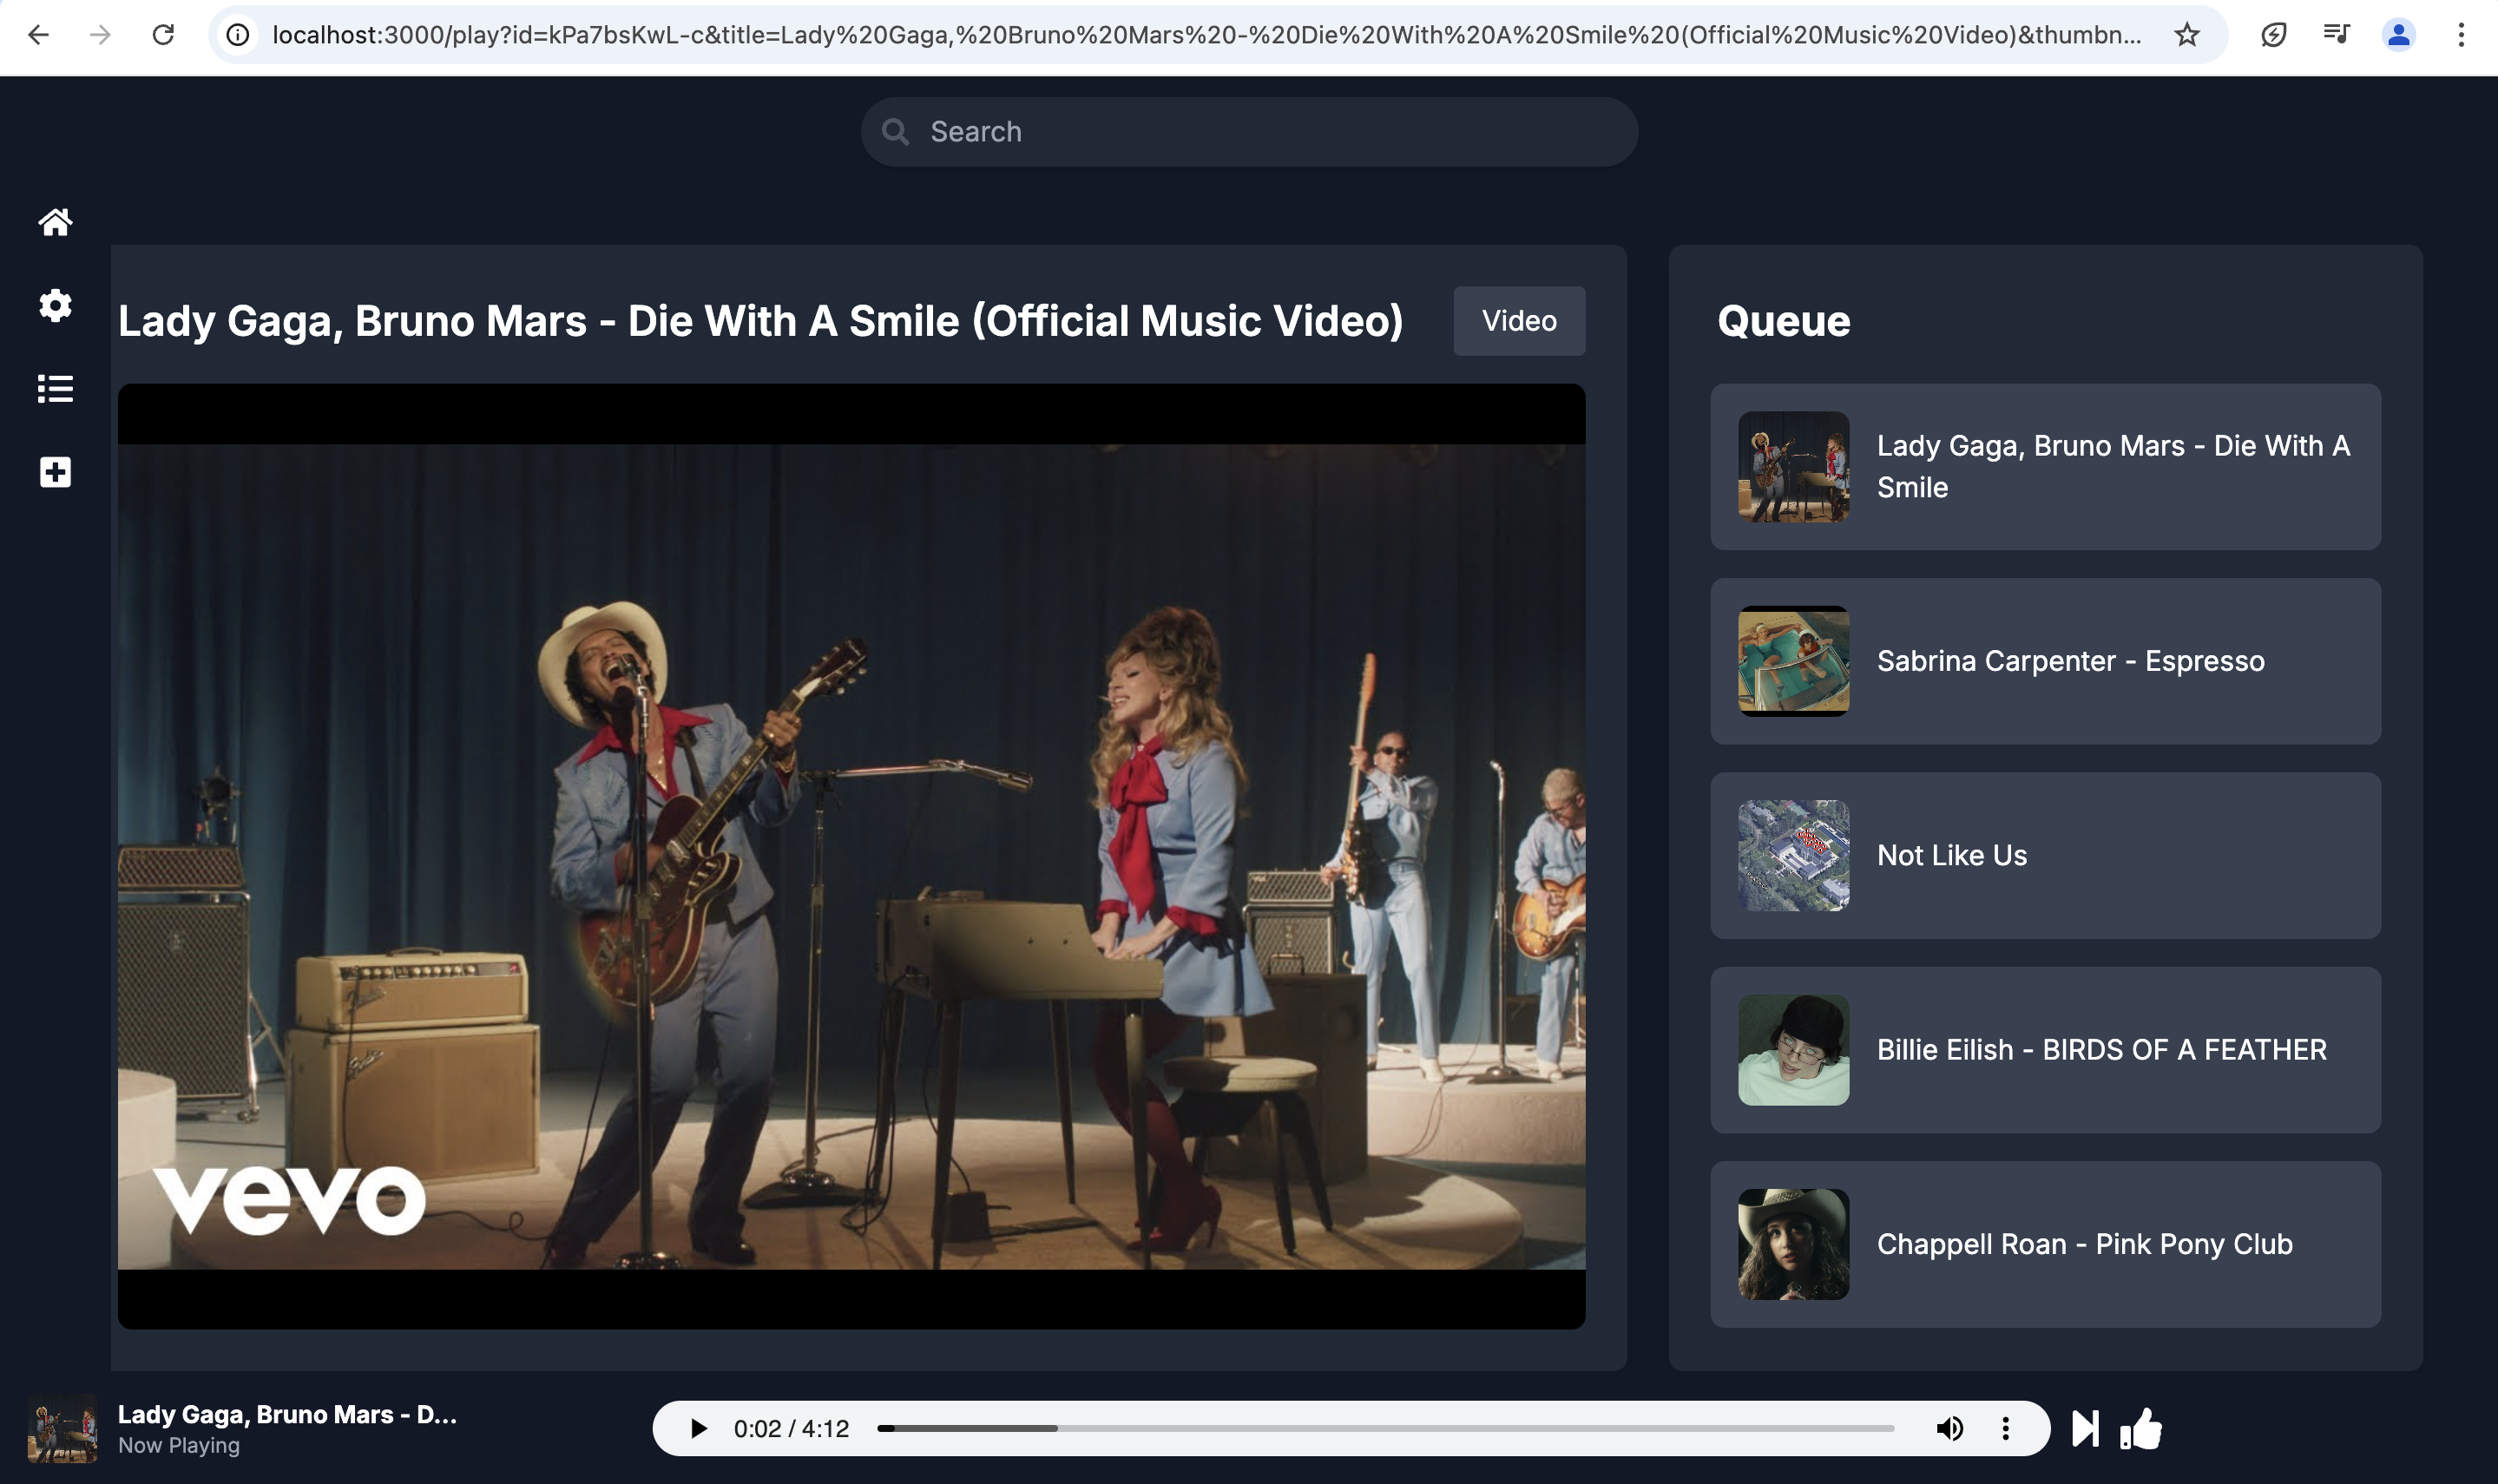 localhost:3000/play?id=kPa7bsKwL-c&title=Lady%20Gaga,%20Bruno%20Mars%20-%20Die%20With%20A%20Smile%20(Official%20Music%20Video)&thumbn...
Search
Lady Gaga, Bruno Mars - Die With A Smile (Official Music Video)
Video
vevo
Queue
Lady Gaga, Bruno Mars - Die With A
Smile
Sabrina Carpenter - Espresso
Not Like Us
Billie Eilish - BIRDS OF A FEATHER
Chappell Roan - Pink Pony Club
Lady Gaga, Bruno Mars - D...
Now Playing
0:02 / 4:12